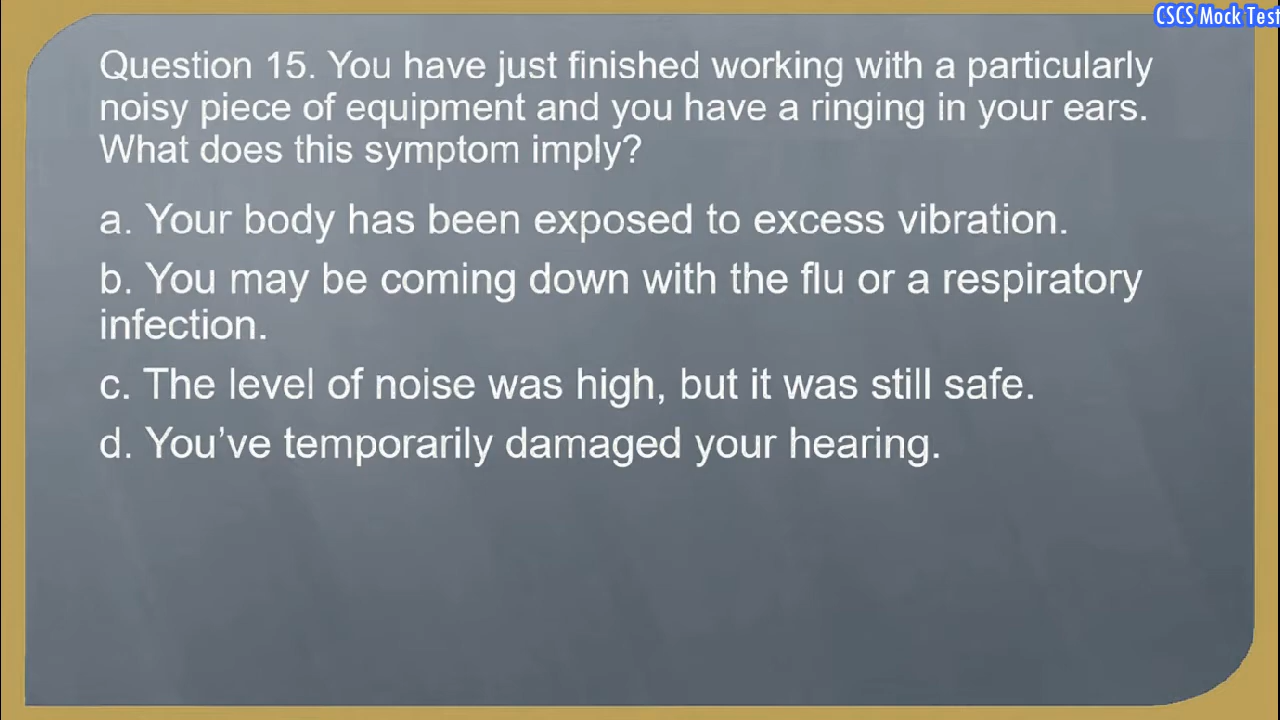 CSCS Mock Test
Question 15. You have just finished working with a particularly
noisy piece of equipment and you have a ringing in your ears.
What does this symptom imply?
a. Your body has been exposed to excess vibration.
b. You may be coming down with the flu or a respiratory
infection.
c. The level of noise was high, but it was still safe.
d. You’ve temporarily damaged your hearing.